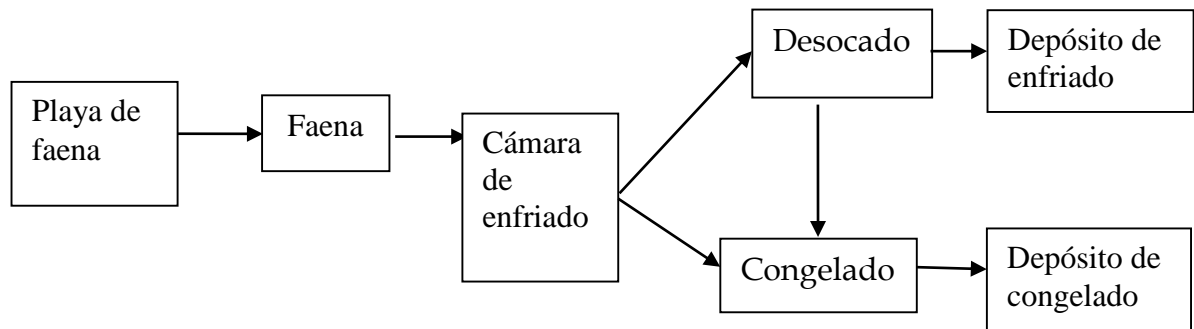 Playa de
faena
Faena
Cámara
de
enfriado
Desocado
Depósito de
enfriado
Congelado
Depósito de
congelado